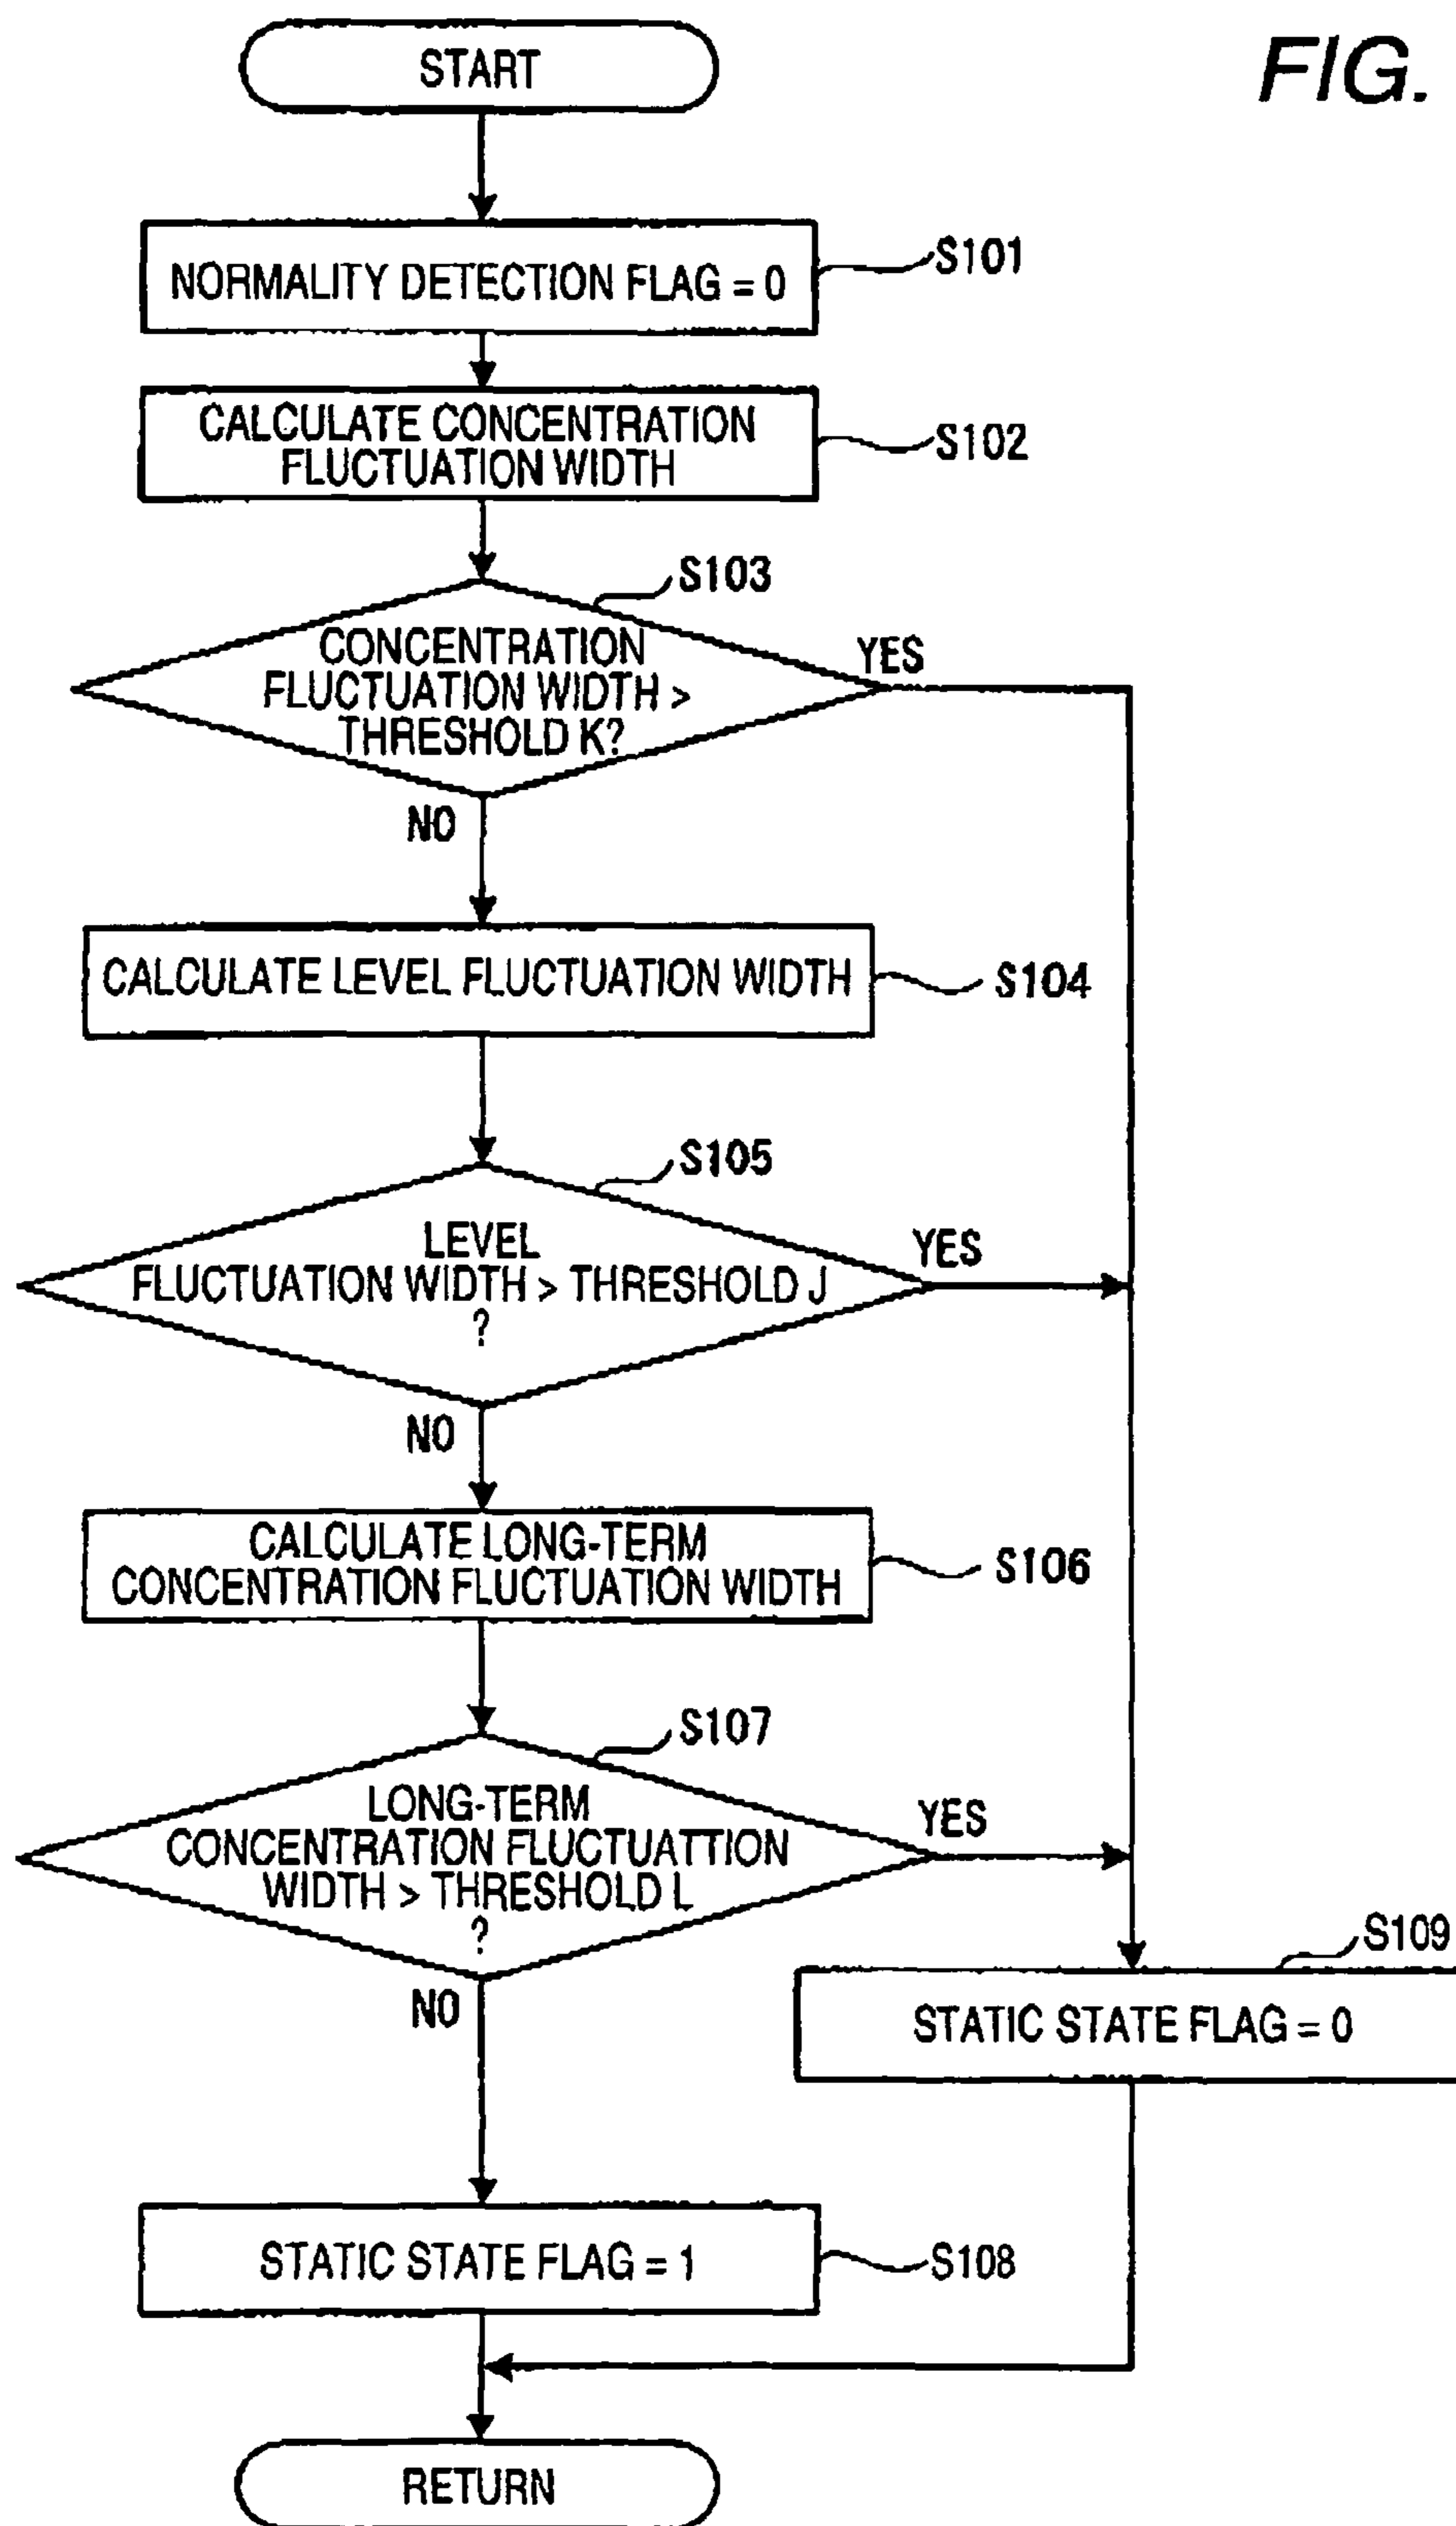 START
FIG.
NORMALITY DETECTION FLAG = 0
S101
CALCULATE CONCENTRATION
FLUCTUATION WIDTH
S102
S103
CONCENTRATION
FLUCTUATION WIDTH >
THRESHOLD K?
YES
NO
CALCULATE LEVEL FLUCTUATION WIDTH
S104
S105
LEVEL
FLUCTUATION WIDTH > THRESHOLD J
?
YES
NO
CALCULATE LONG-TERM
CONCENTRATION FLUCTUATION WIDTH
S106
S107
LONG-TERM
CONCENTRATION FLUCTUATTION
WIDTH > THRESHOLD L
?
YES
NO
S109
STATIC STATE FLAG = 0
STATIC STATE FLAG = 1
S108
RETURN